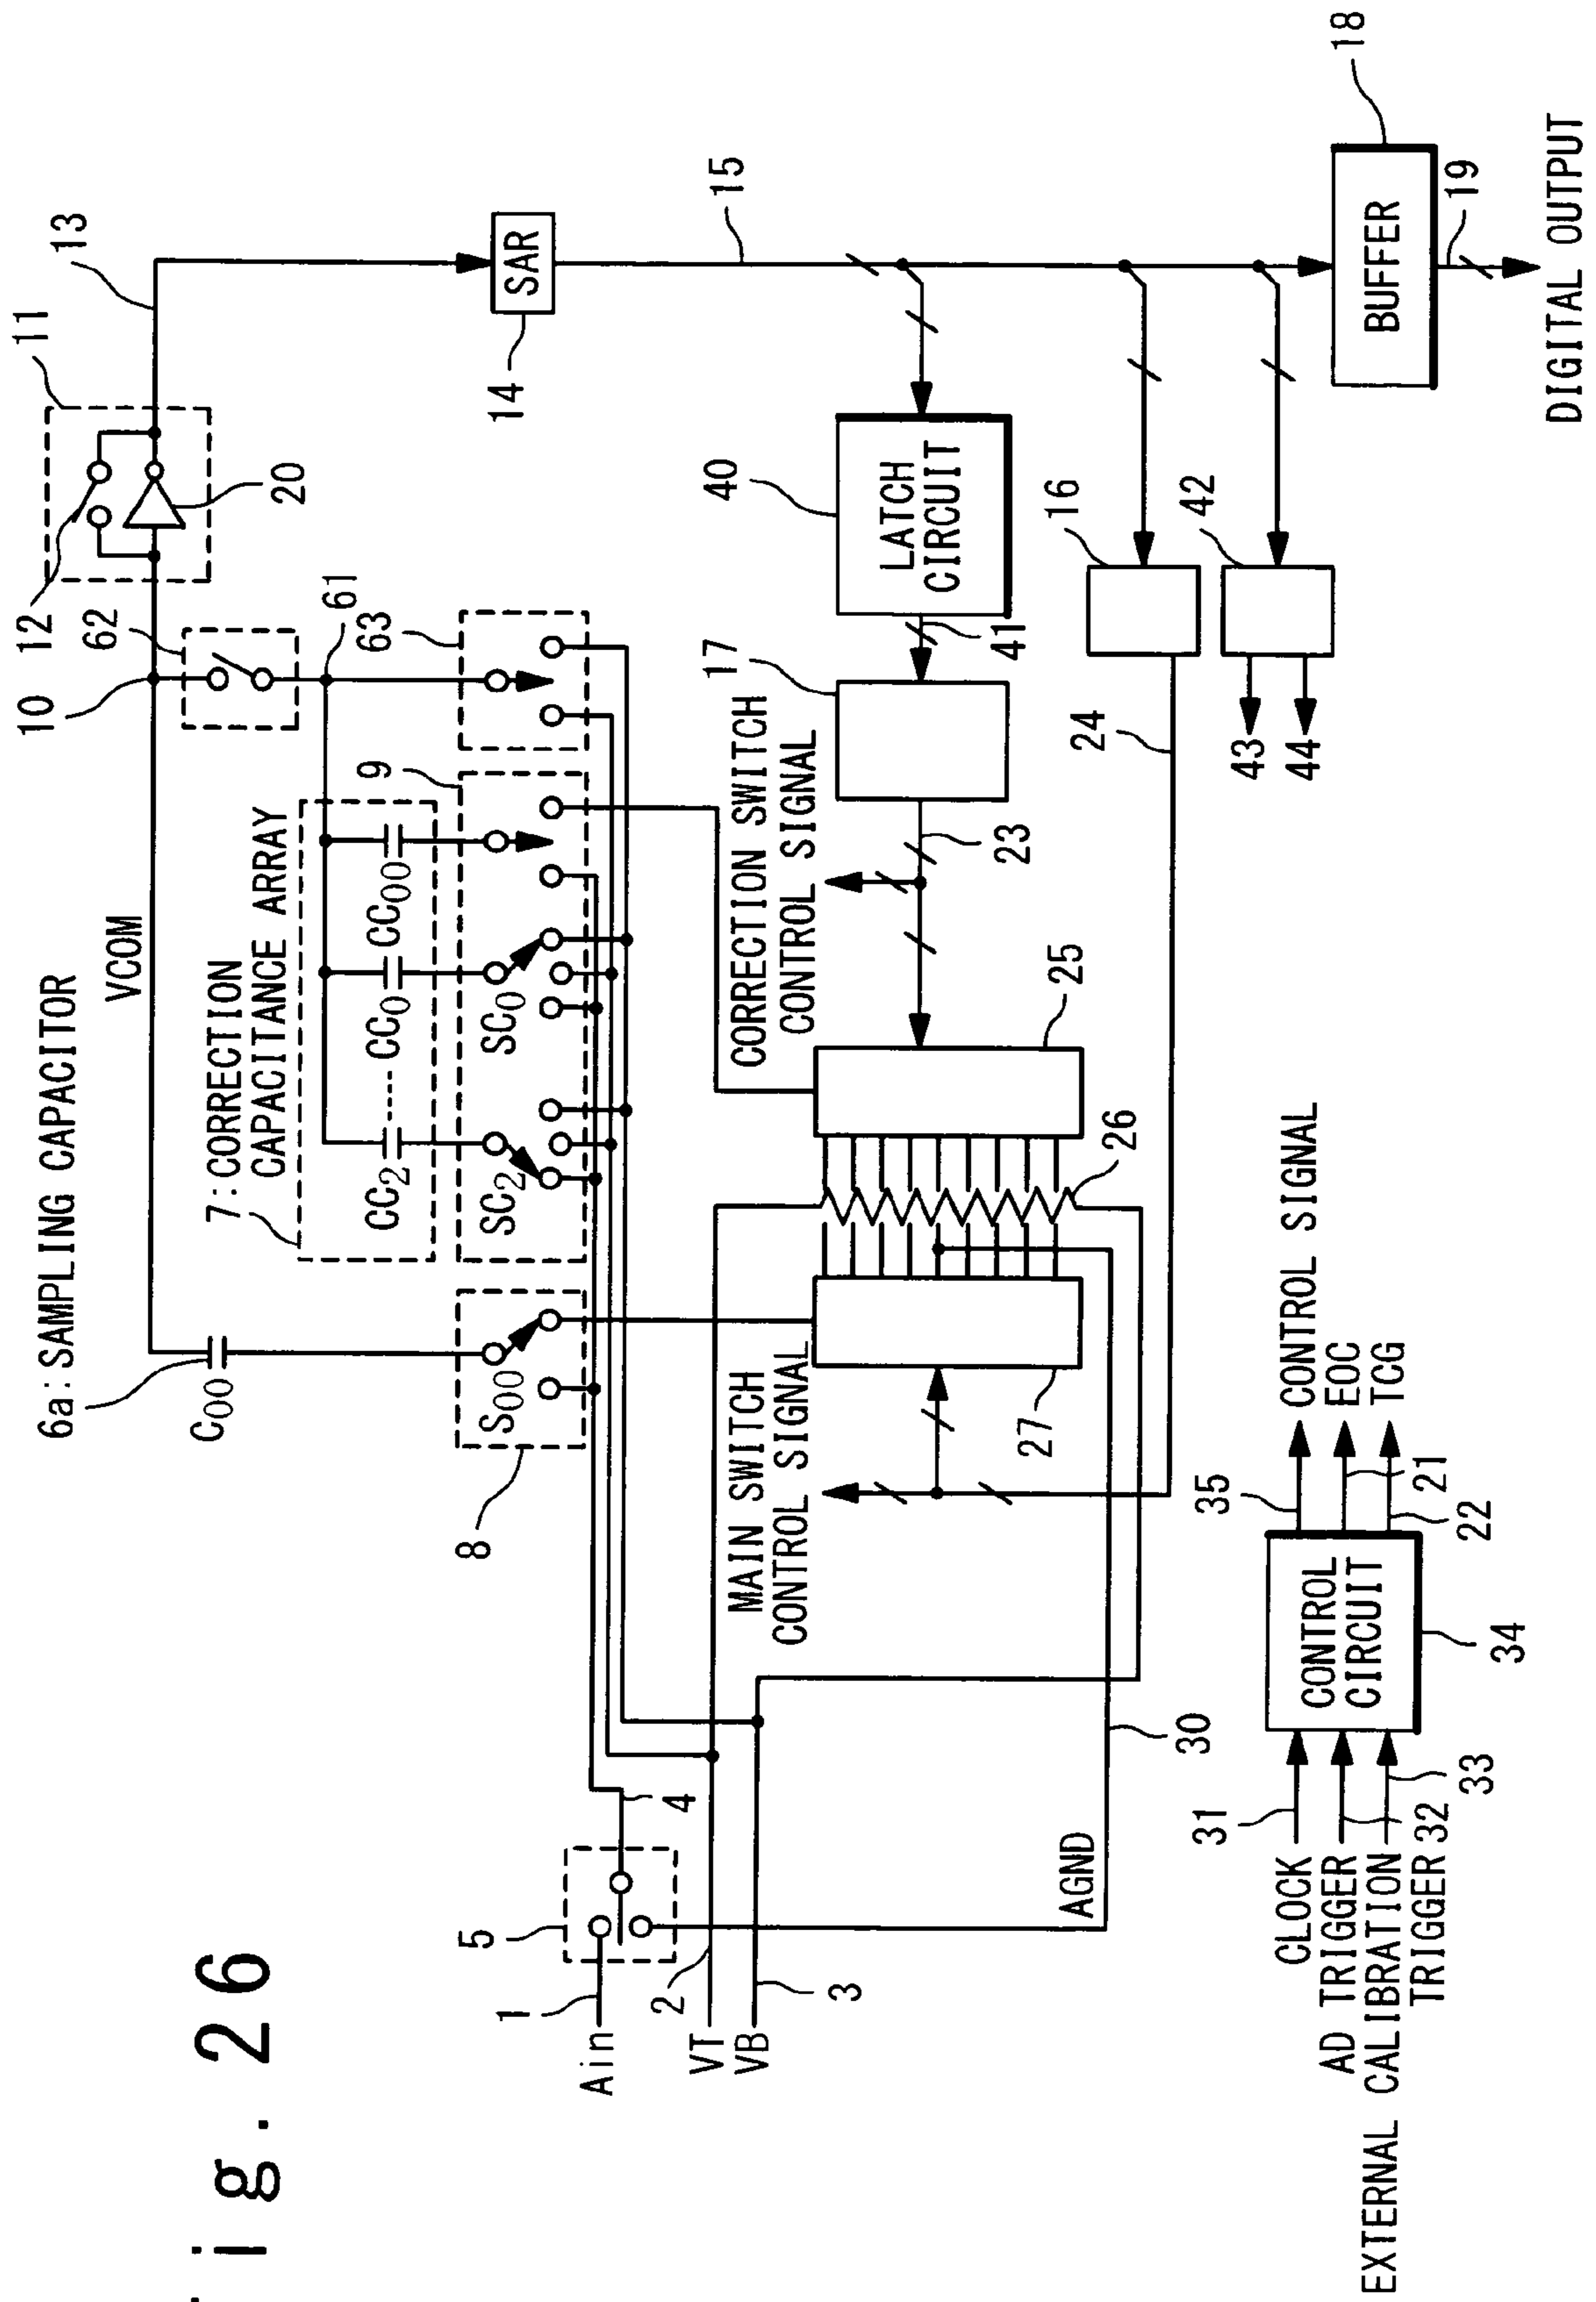 ig. 26
6a:SAMPLING CAPACITOR
VCOM
C00
7:CORRECTION
CAPACITANCE ARRAY
CC2
CC0
CC00
10
62
12
11
13
20
61
63
9
8
S00
SC2
SC0
SAR
14
15
Ain
1
5
4
VT
2
VB
3
AGND
30
MAIN SWITCH
CONTROL SIGNAL
27
26
25
CORRECTION SWITCH
CONTROL SIGNAL
23
17
41
LATCH
CIRCUIT
40
24
16
42
43
44
BUFFER
18
19
DIGITAL OUTPUT
CLOCK
31
AD TRIGGER
32
EXTERNAL CALIBRATION
TRIGGER
33
CONTROL
CIRCUIT
34
35
CONTROL SIGNAL
21
EOC
22
TCG